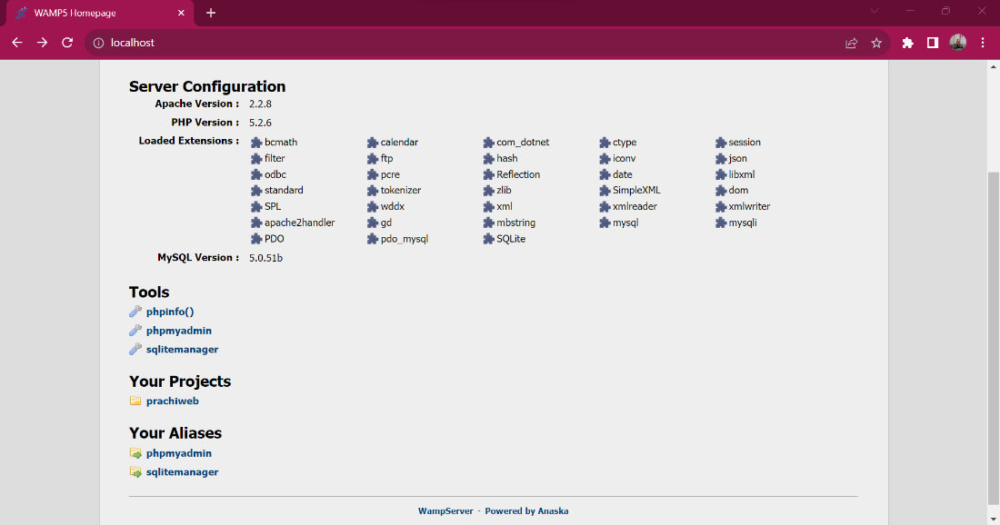 WAMP5 Homepage
localhost
Server Configuration
Apache Version : 2.2.8
PHP Version : 5.2.6
Loaded Extensions : bcmath calendar com_dotnet ctype session
filter ftp hash iconv json
odbc pcre Reflection date libxml
standard tokenizer zlib SimpleXML dom
SPL wddx xml xmlreader xmlwriter
apache2handler gd mbstring mysql mysqli
PDO pdo_mysql SQLite
MySQL Version : 5.0.51b
Tools
phpinfo()
phpmyadmin
sqlitemanager
Your Projects
prachiweb
Your Aliases
phpmyadmin
sqlitemanager
WampServer - Powered by Anaska